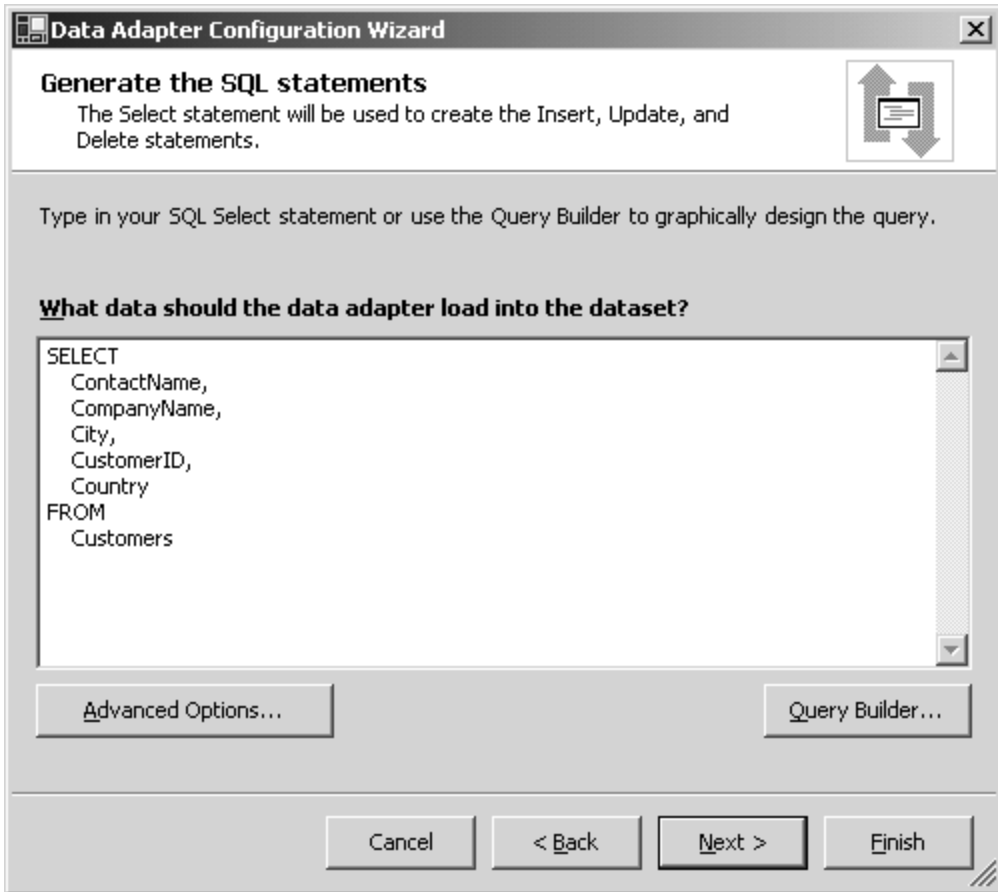 Data Adapter Configuration Wizard
Generate the SQL statements
The Select statement will be used to create the Insert, Update, and
Delete statements.
Type in your SQL Select statement or use the Query Builder to graphically design the query.
What data should the data adapter load into the dataset?
SELECT
ContactName,
CompanyName,
City,
CustomerID,
Country
FROM
Customers
Advanced Options...
Query Builder...
Cancel
< Back
Next >
Finish